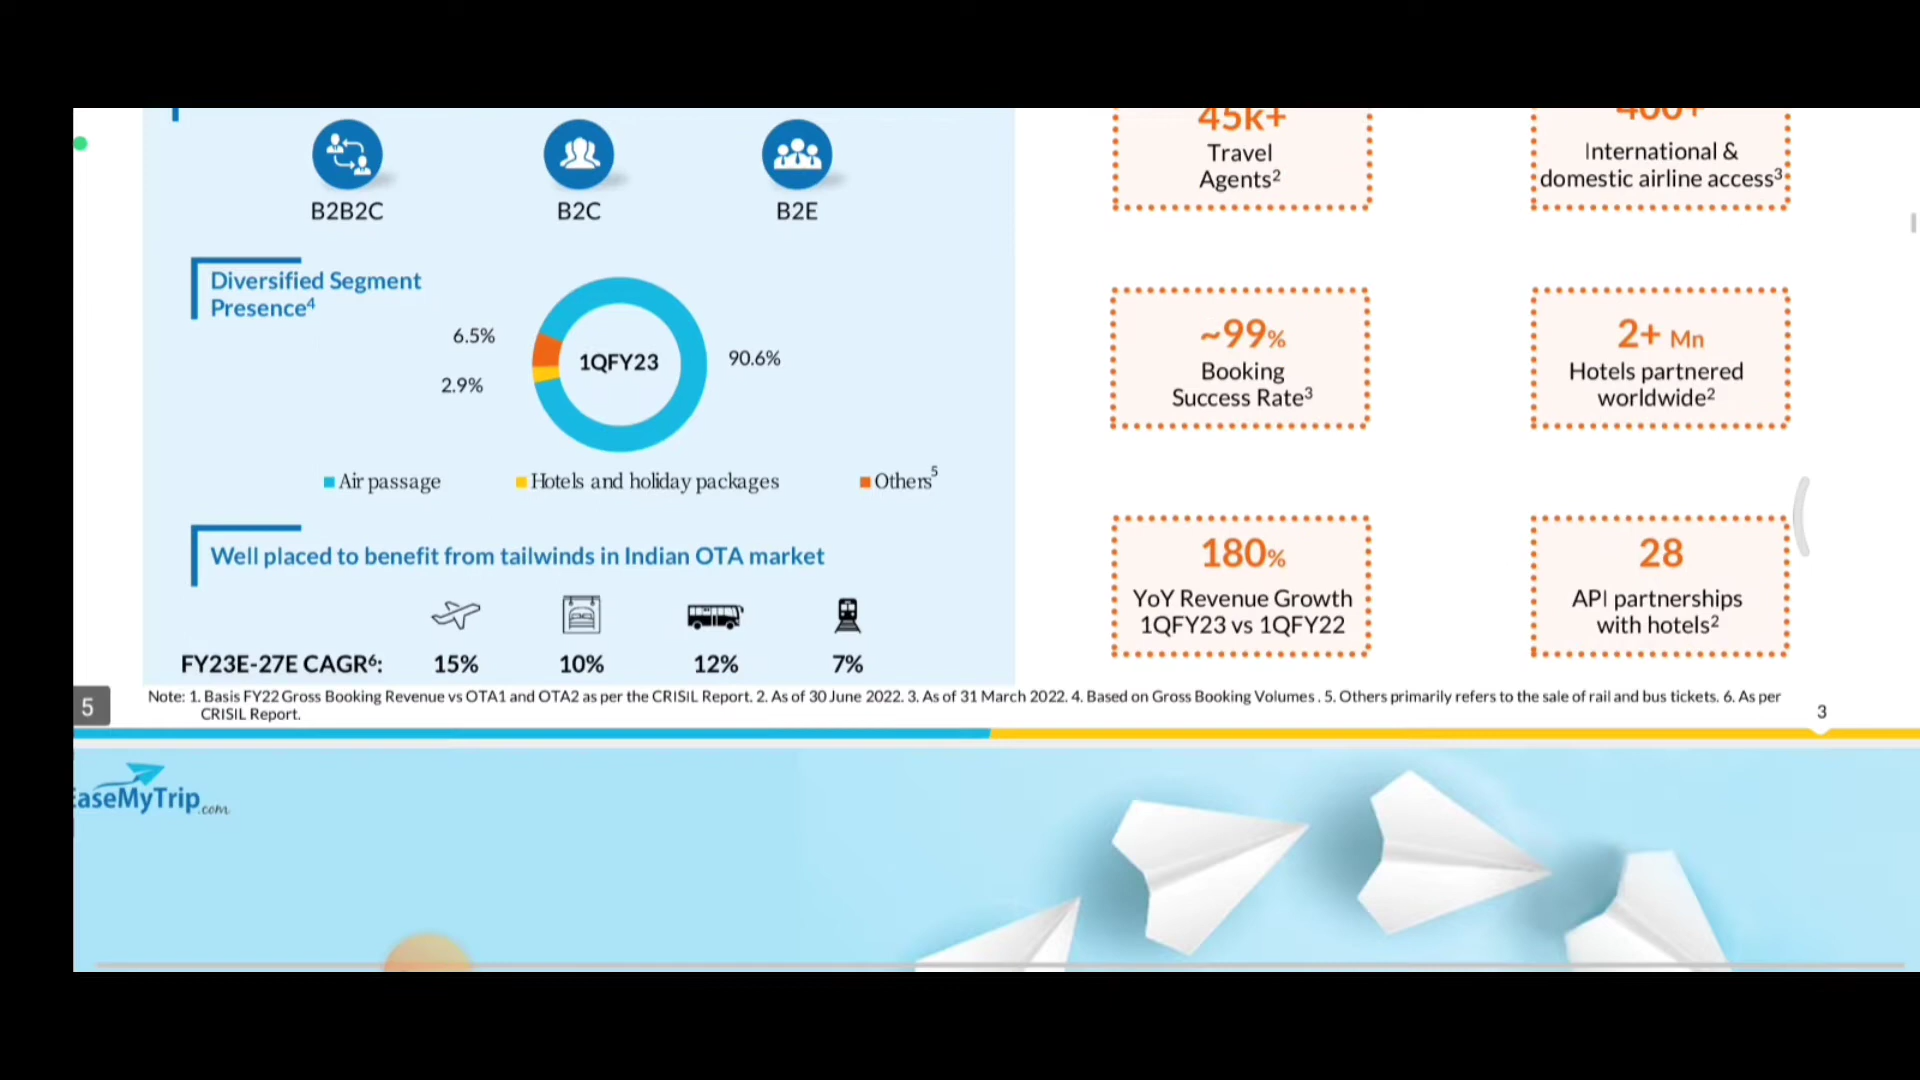 45k+
Travel
Agents2
400+
International &
domestic airline access3
B2B2C
B2C
B2E
Diversified Segment
Presence4
6.5%
2.9%
1QFY23
90.6%
Air passage
Hotels and holiday packages
Others5
~99%
Booking
Success Rate3
2+ Mn
Hotels partnered
worldwide2
Well placed to benefit from tailwinds in Indian OTA market
FY23E-27E CAGR6:
15%
10%
12%
7%
180%
YoY Revenue Growth
1QFY23 vs 1QFY22
28
API partnerships
with hotels2
5
Note: 1. Basis FY22 Gross Booking Revenue vs OTA1 and OTA2 as per the CRISIL Report. 2. As of 30 June 2022. 3. As of 31 March 2022. 4. Based on Gross Booking Volumes . 5. Others primarily refers to the sale of rail and bus tickets. 6. As per
CRISIL Report.
3
EaseMyTrip.com